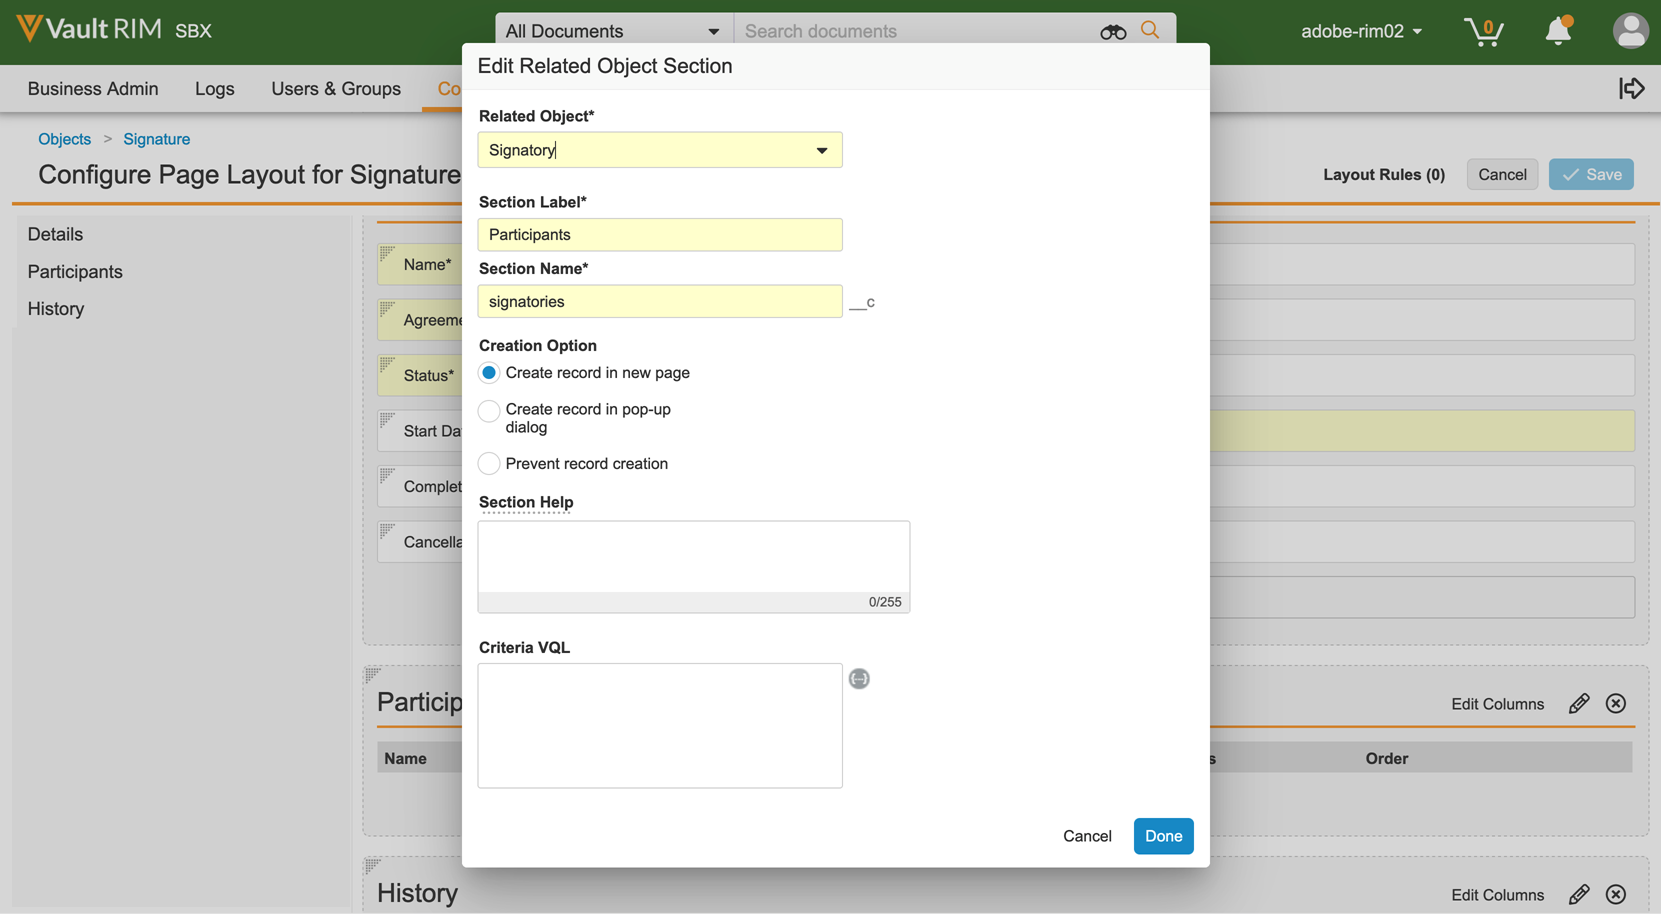 Vault RIM SBX
All Documents
Search documents
adobe-rim02
0
Business Admin
Logs
Users & Groups
Co
Edit Related Object Section
Objects > Signature
Configure Page Layout for Signature
Layout Rules (0)
Cancel
Save
Details
Participants
History
Name*
Agreeme
Status*
Start Da
Complet
Cancella
Related Object*
Signatory
Section Label*
Participants
Section Name*
signatories
__c
Creation Option
Create record in new page
Create record in pop-up
dialog
Prevent record creation
Section Help
0/255
Criteria VQL
{...}
Cancel
Done
Particip
Edit Columns
Name
s
Order
History
Edit Columns